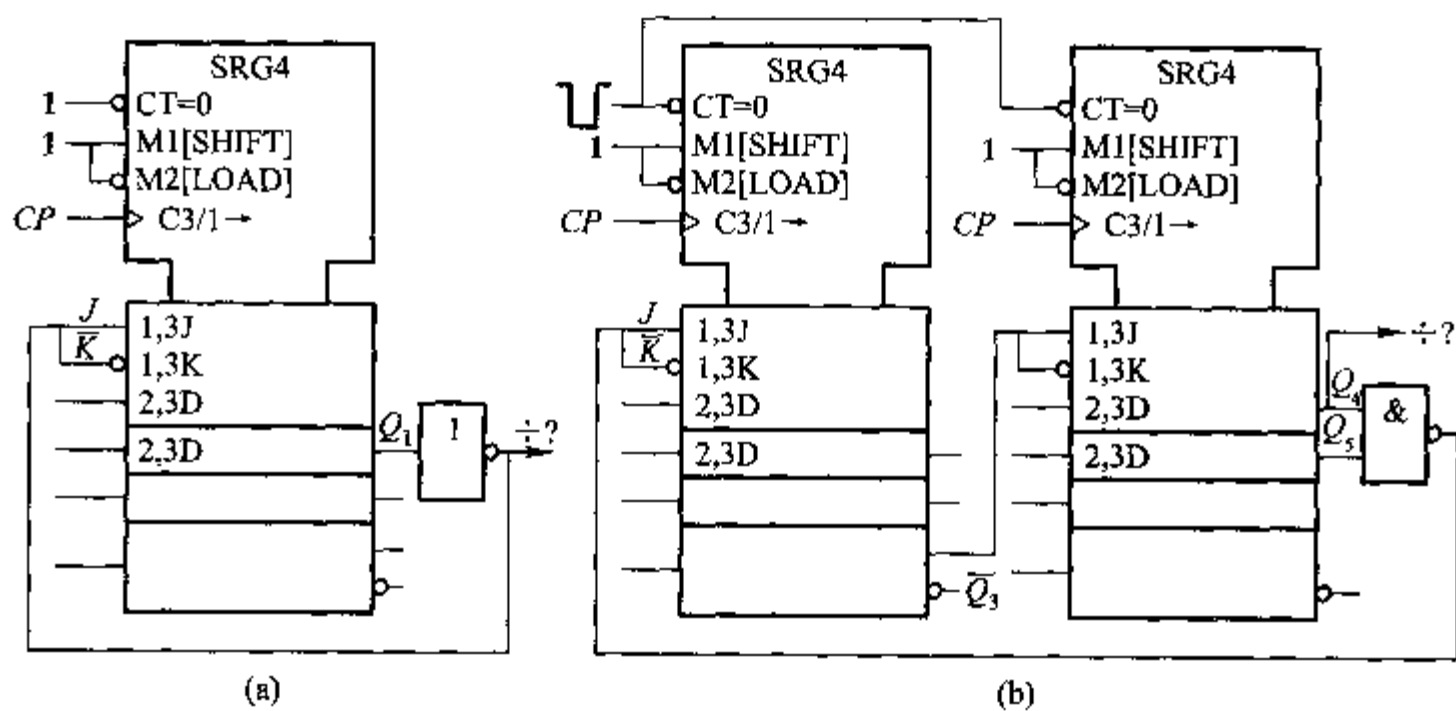 SRG4
1 CT=0
1 M1[SHIFT]
M2[LOAD]
CP C3/1→
J 1,3J
K̅ 1,3K
2,3D
2,3D Q₁ 1 ÷?
(a)
SRG4
CT=0
1 M1[SHIFT]
M2[LOAD]
CP C3/1→
J 1,3J
K̅ 1,3K
2,3D
2,3D
Q̅₃
SRG4
CT=0
1 M1[SHIFT]
M2[LOAD]
CP C3/1→
1,3J ÷?
1,3K
2,3D Q₄ &
2,3D Q₅
(b)